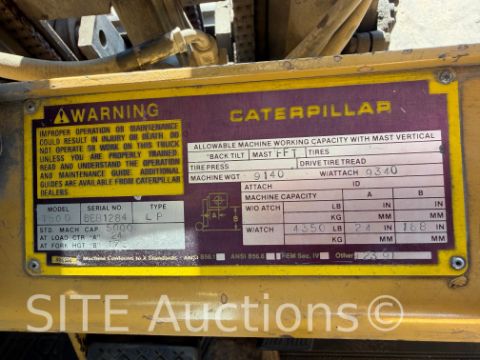 WARNING
IMPROPER OPERATION OR MAINTENANCE
COULD RESULT IN INJURY OR DEATH. DO
NOT OPERATE OR WORK ON THIS TRUCK
UNLESS YOU ARE PROPERLY TRAINED.
READ AND UNDERSTAND THE OPERATION
AND MAINTENANCE GUIDE. ADDITIONAL
GUIDES ARE AVAILABLE FROM CATERPILLAR
DEALERS.
MODEL SERIAL NO. TYPE
T50D 8EB1284 LP
STD. MACH CAP. 5000
AT LOAD CTR "A" 24
AT FORK HGT "B"
CATERPILLAR
ALLOWABLE MACHINE WORKING CAPACITY WITH MAST VERTICAL
°BACK TILT MAST FFT TIRES
TIRE PRESS DRIVE TIRE TREAD
MACHINE WGT 9140 W/ATTACH 9340
ATTACH ID
MACHINE CAPACITY A B
W/O ATCH LB IN IN
KG MM MM
W/ATCH 4350 LB 24 IN 188 IN
KG MM MM
Machine Conforms to X Standards - ANSI B56.1 ANSI B56.6 FEM Sec. IV Other
SITE Auctions.com